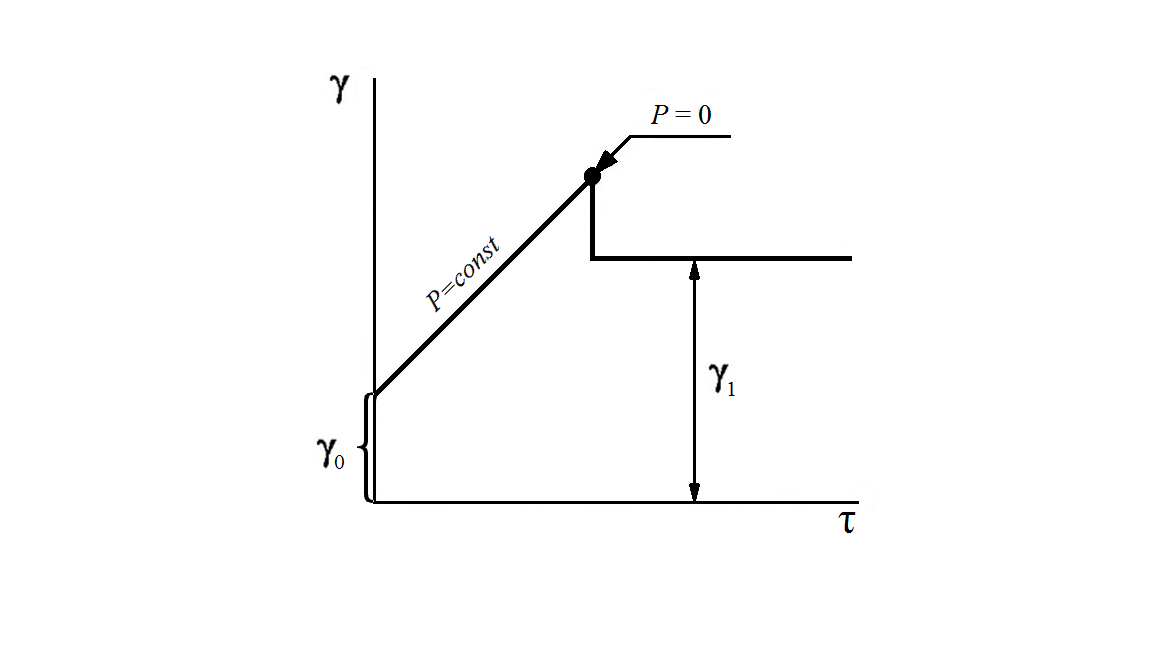 γ
P = 0
P=const
γ₁
γ₀
τ